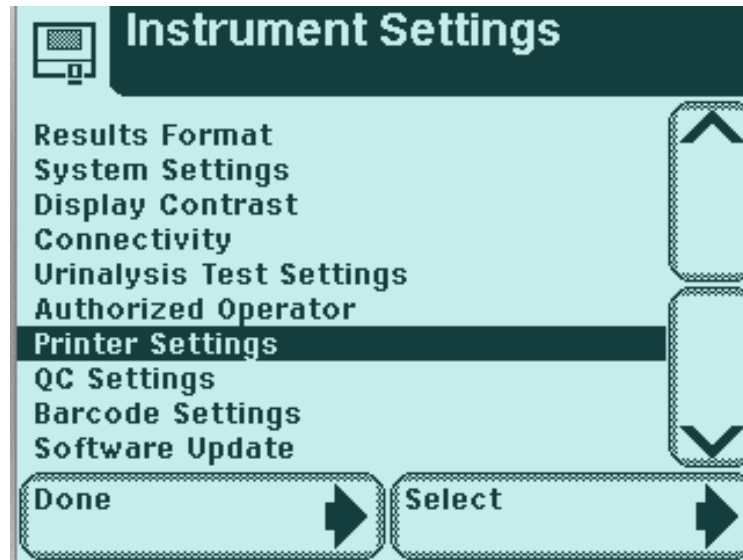 Instrument Settings
Results Format
System Settings
Display Contrast
Connectivity
Urinalysis Test Settings
Authorized Operator
Printer Settings
QC Settings
Barcode Settings
Software Update
Done
Select